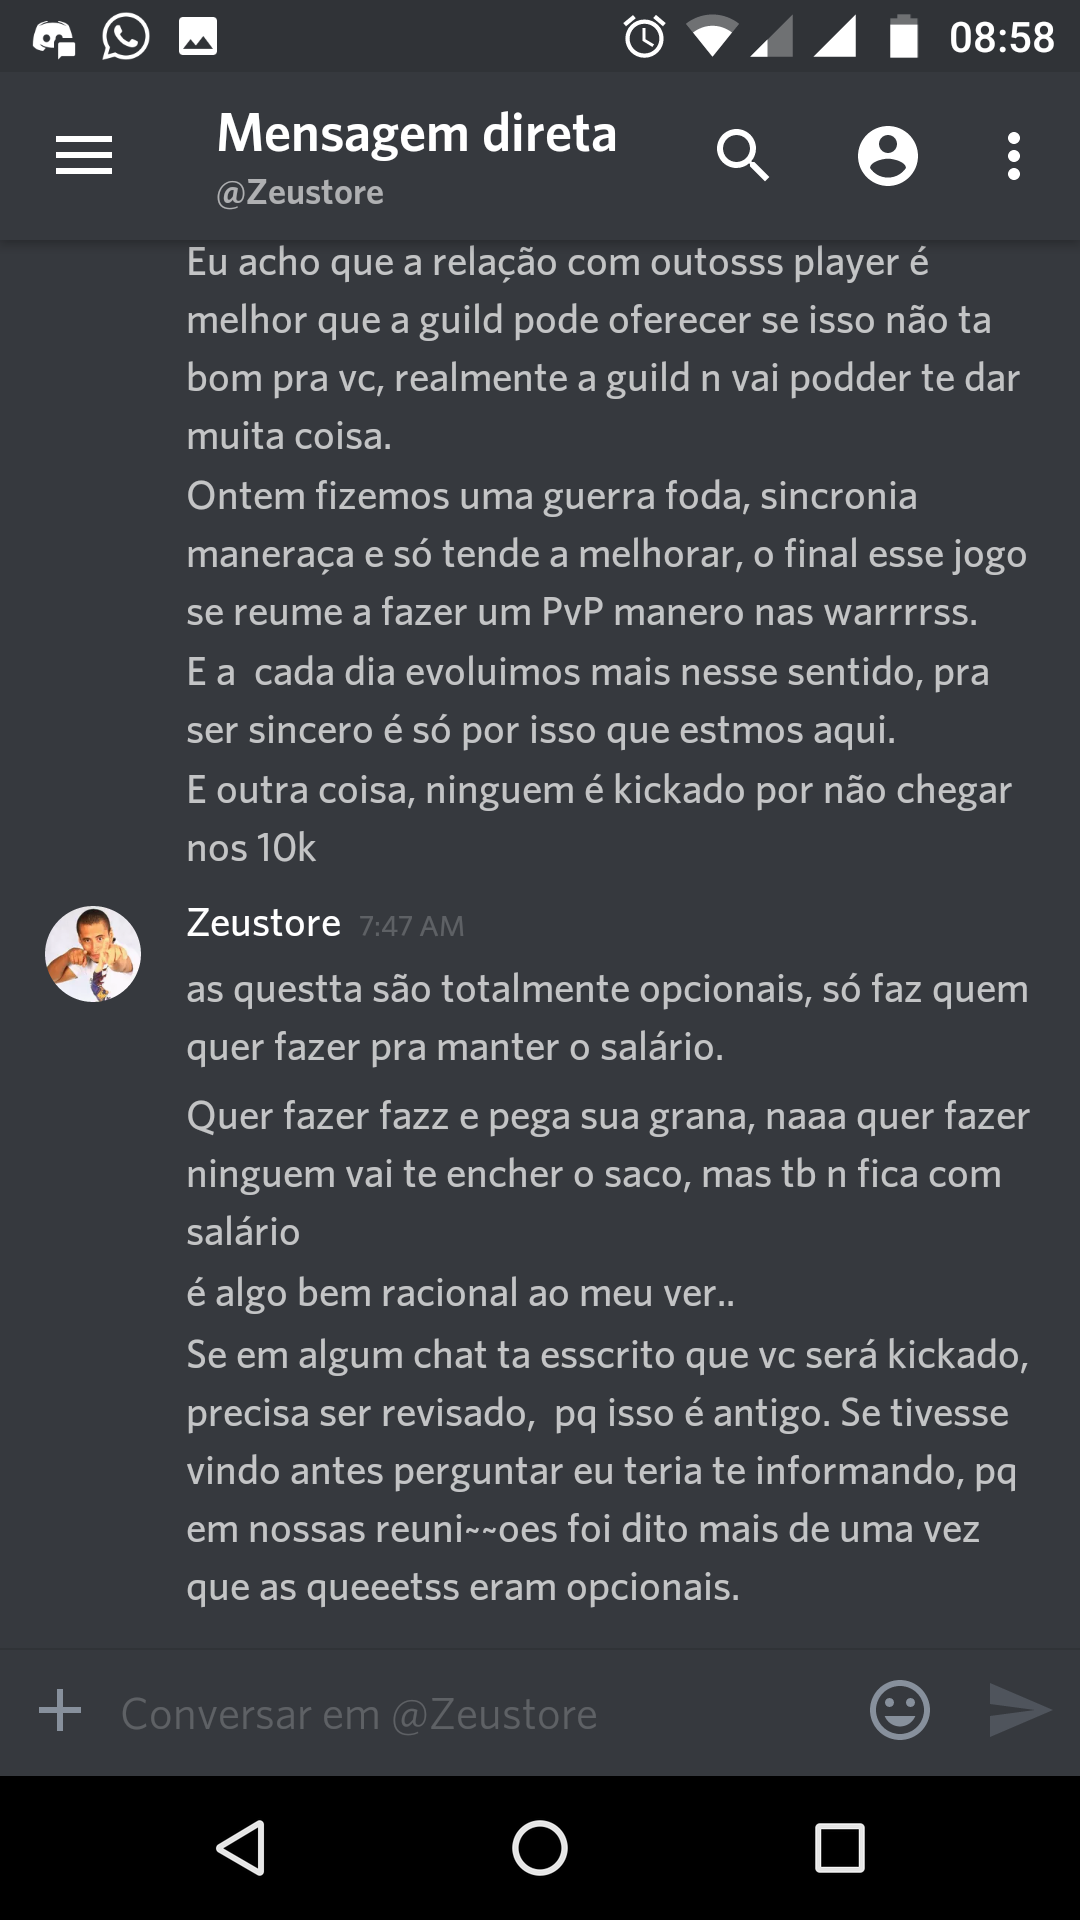 08:58
Mensagem direta
@Zeustore
Eu acho que a relação com outosss player é
melhor que a guild pode oferecer se isso não ta
bom pra vc, realmente a guild n vai podder te dar
muita coisa.
Ontem fizemos uma guerra foda, sincronia
maneraça e só tende a melhorar, o final esse jogo
se reume a fazer um PvP manero nas warrrrss.
E a  cada dia evoluimos mais nesse sentido, pra
ser sincero é só por isso que estmos aqui.
E outra coisa, ninguem é kickado por não chegar
nos 10k
Zeustore 7:47 AM
as questta são totalmente opcionais, só faz quem
quer fazer pra manter o salário.
Quer fazer fazz e pega sua grana, naaa quer fazer
ninguem vai te encher o saco, mas tb n fica com
salário
é algo bem racional ao meu ver..
Se em algum chat ta esscrito que vc será kickado,
precisa ser revisado,  pq isso é antigo. Se tivesse
vindo antes perguntar eu teria te informando, pq
em nossas reuni~~oes foi dito mais de uma vez
que as queeetss eram opcionais.
Conversar em @Zeustore